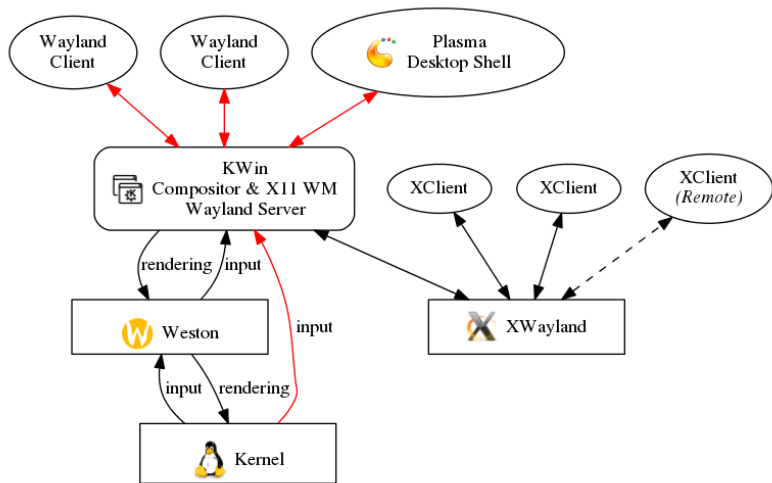 Wayland
Client
Wayland
Client
Plasma
Desktop Shell
KWin
Compositor & X11 WM
Wayland Server
XClient
XClient
XClient
(Remote)
rendering
input
Weston
XWayland
input
input
rendering
Kernel